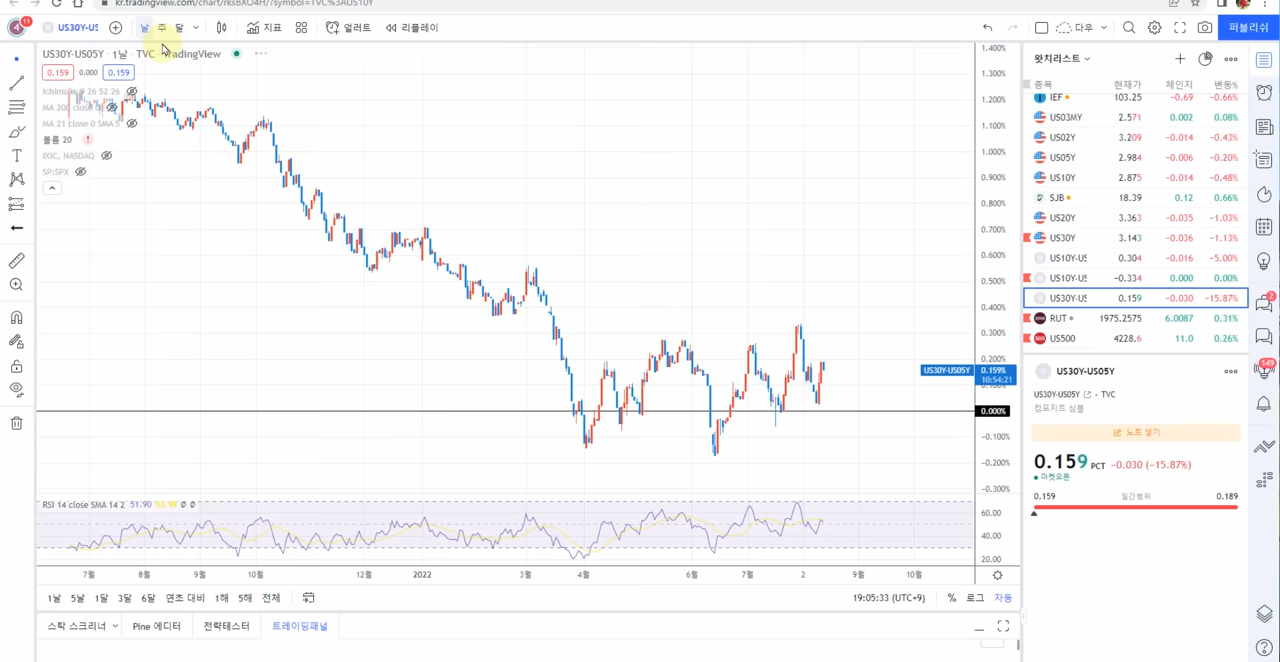 kr.tradingview.com/chart/rksBXO4H/?symbol=TVC%3AUS10Y
4 11 US30Y-US 날 주 달 지표 얼러트 리플레이 다우 퍼블리쉬
US30Y-US05Y · 1날 · TVC TradingView
0.159 0.000 0.159
Ichimoku 9 26 52 26
MA 200 close 0
MA 21 close 0 SMA 5
볼륨 20 !
IXIC, NASDAQ
SP:SPX
1.400%
1.300%
1.200%
1.100%
1.000%
0.900%
0.800%
0.700%
0.600%
0.500%
0.400%
0.300%
0.200%
US30Y-US05Y 0.159%
10:54:21
0.100%
0.000%
-0.100%
-0.200%
-0.300%
RSI 14 close SMA 14 2 51.90 Ø Ø
60.00
40.00
20.00
7월 8월 9월 10월 12월 2022 3월 4월 6월 7월 2 9월 10월
1날 5날 1달 3달 6달 연초 대비 1해 5해 전체 19:05:33 (UTC+9) % 로그 자동
스탁 스크리너 Pine 에디터 전략테스터 트레이딩패널
왓치리스트
종목 현재가 체인지 변동%
IEF 103.25 -0.69 -0.66%
US03MY 2.571 0.002 0.08%
US02Y 3.209 -0.014 -0.43%
US05Y 2.984 -0.006 -0.20%
US10Y 2.875 -0.014 -0.48%
SJB 18.39 0.12 0.66%
US20Y 3.363 -0.035 -1.03%
US30Y 3.143 -0.036 -1.13%
US10Y-US 0.304 -0.016 -5.00%
US10Y-US -0.334 0.000 0.00%
US30Y-US 0.159 -0.030 -15.87%
RUT 1975.2575 6.0087 0.31%
US500 4228.6 11.0 0.26%
US30Y-US05Y
US30Y-US05Y · TVC
컴포지트 심볼
노트 넣기
0.159 PCT -0.030 (-15.87%)
마켓오픈
0.159 일간범위 0.189
2
149